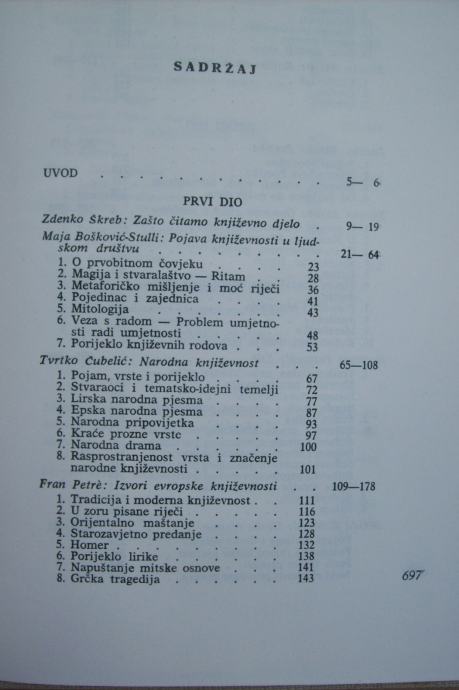 SADRŽAJ
UVOD . . . . . . . . . . . . 5— 6
PRVI DIO
Zdenko Škreb: Zašto čitamo književno djelo . 9— 19
Maja Bošković-Stulli: Pojava književnosti u ljud-
skom društvu . . . . . . . . . 21— 64
1. O prvobitnom čovjeku . . . . . 23
2. Magija i stvaralaštvo — Ritam . . . 28
3. Metaforičko mišljenje i moć riječi 36
4. Pojedinac i zajednica . . . . . 41
5. Mitologija . . . . . . . . 43
6. Veza s radom — Problem umjetno-
sti radi umjetnosti . . . . . . 48
7. Porijeklo književnih rodova . . . 53
Tvrtko Čubelić: Narodna književnost . . . 65—108
1. Pojam, vrste i porijeklo . . . . . 67
2. Stvaraoci i tematsko-idejni temelji 72
3. Lirska narodna pjesma . . . . . 77
4. Epska narodna pjesma . . . . . 87
5. Narodna pripovijetka . . . . . 93
6. Kraće prozne vrste . . . . . . 97
7. Narodna drama . . . . . . . 100
8. Rasprostranjenost vrsta i značenje
narodne književnosti . . . . . . 101
Fran Petrè: Izvori evropske književnosti . . 109—178
1. Tradicija i moderna književnost . . 111
2. U zoru pisane riječi . . . . . 116
3. Orijentalno maštanje . . . . . 123
4. Starozavjetno predanje . . . . . 128
5. Homer . . . . . . . . . 132
6. Porijeklo lirike . . . . . . . 138
7. Napuštanje mitske osnove . . . . 141
8. Grčka tragedija . . . . . . . 143
697